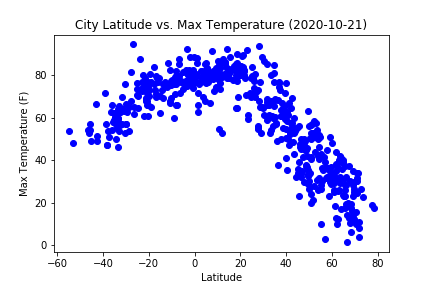 City Latitude vs. Max Temperature (2020-10-21)
Max Temperature (F)
80
60
40
20
0
−60 −40 −20 0 20 40 60 80
Latitude